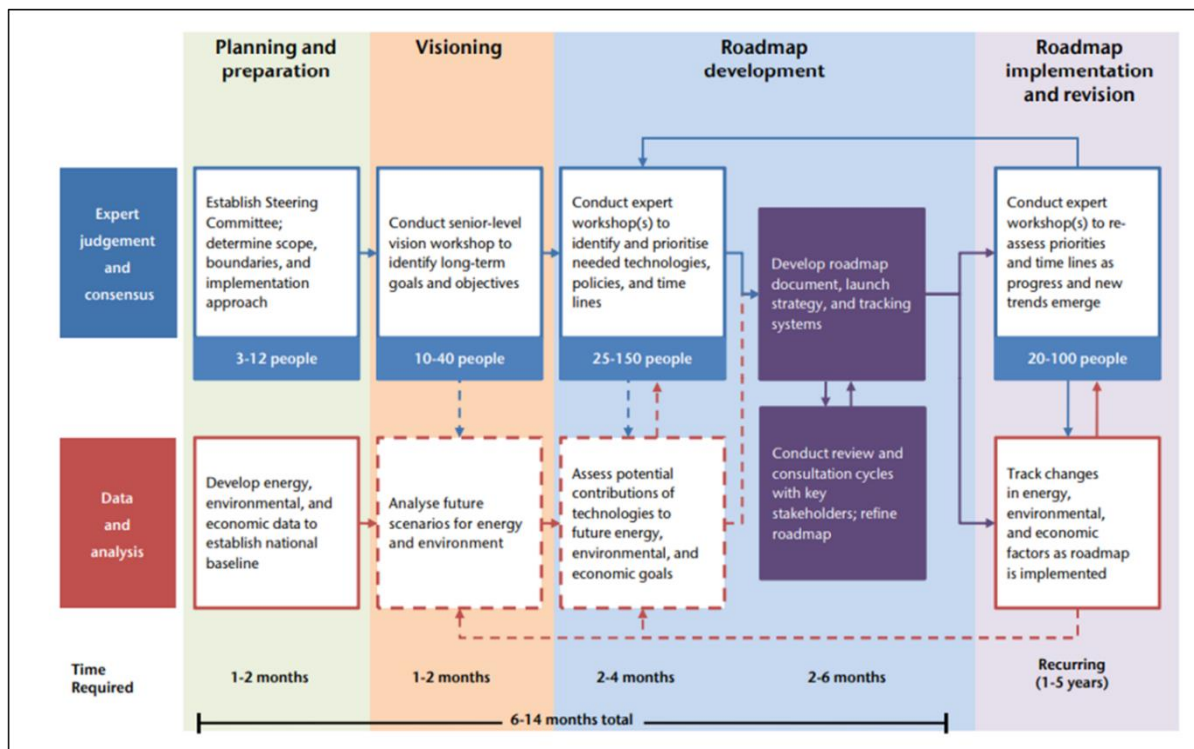 Planning and
preparation
Visioning
Roadmap
development
Roadmap
implementation
and revision
Expert
judgement
and
consensus
Establish Steering
Committee;
determine scope,
boundaries, and
implementation
approach
3-12 people
Conduct senior-level
vision workshop to
identify long-term
goals and objectives
10-40 people
Conduct expert
workshop(s) to
identify and prioritise
needed technologies,
policies, and time
lines
25-150 people
Develop roadmap
document, launch
strategy, and tracking
systems
Conduct expert
workshop(s) to re-
assess priorities
and time lines as
progress and new
trends emerge
20-100 people
Data
and
analysis
Develop energy,
environmental, and
economic data to
establish national
baseline
Analyse future
scenarios for energy
and environment
Assess potential
contributions of
technologies to
future energy,
environmental, and
economic goals
Conduct review and
consultation cycles
with key
stakeholders; refine
roadmap
Track changes
in energy,
environmental,
and economic
factors as roadmap
is implemented
Time
Required
1-2 months
1-2 months
2-4 months
2-6 months
Recurring
(1-5 years)
6-14 months total